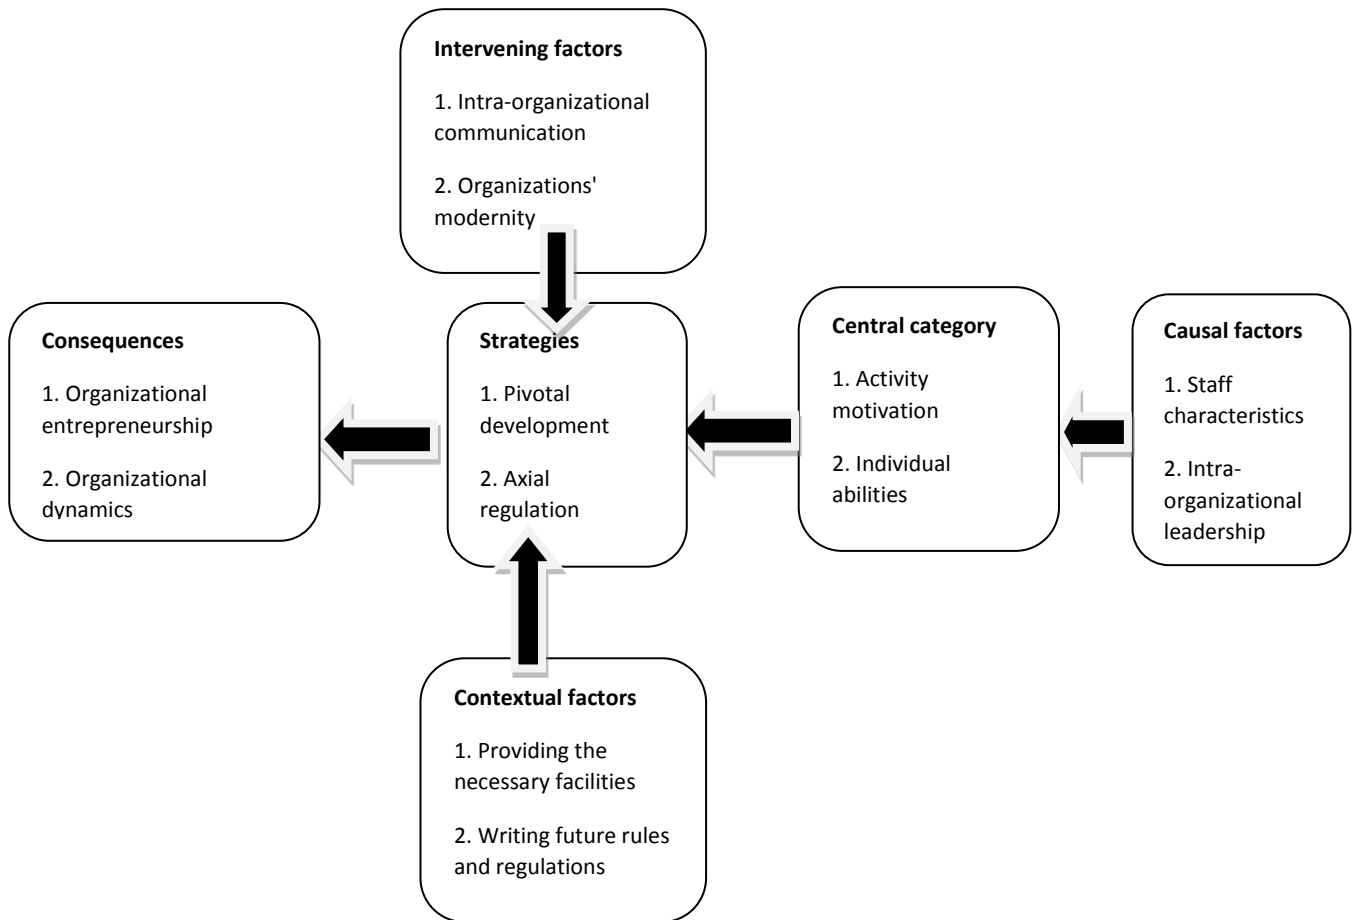 Intervening factors
1. Intra-organizational
communication
2. Organizations'
modernity
Consequences
1. Organizational
entrepreneurship
2. Organizational
dynamics
Strategies
1. Pivotal
development
2. Axial
regulation
Central category
1. Activity
motivation
2. Individual
abilities
Causal factors
1. Staff
characteristics
2. Intra-
organizational
leadership
Contextual factors
1. Providing the
necessary facilities
2. Writing future rules
and regulations